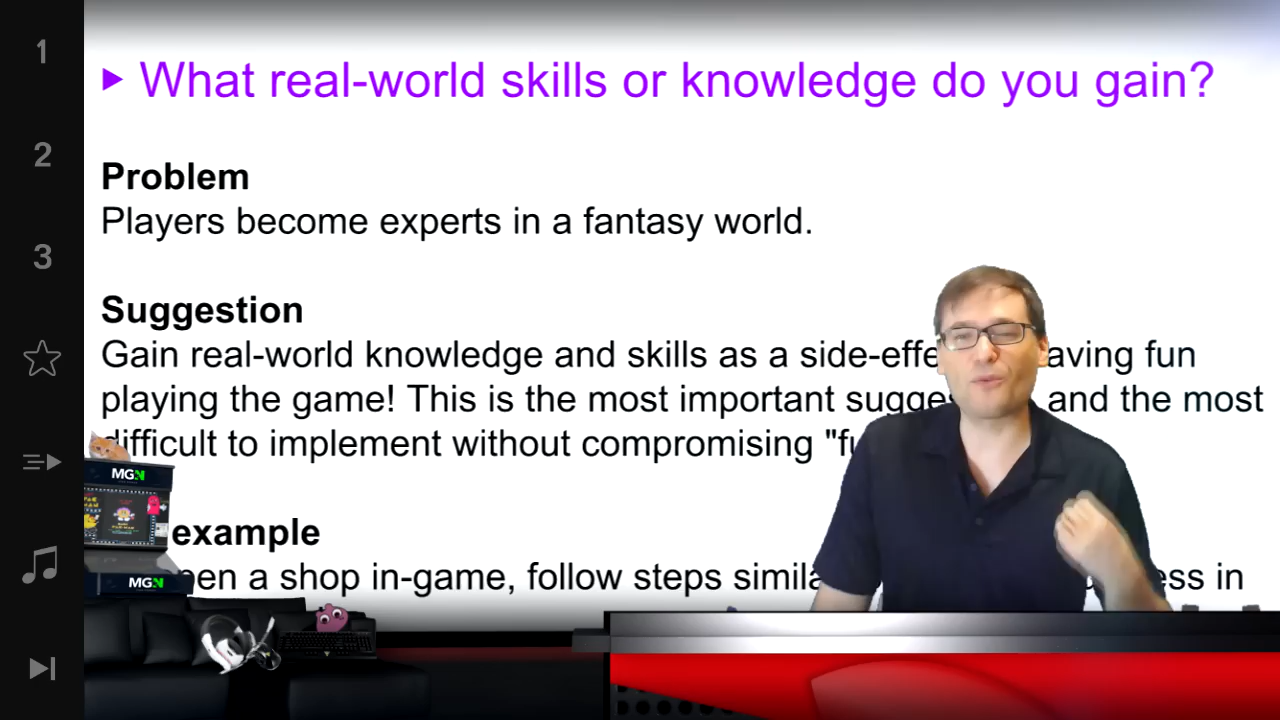 1
2
3
What real-world skills or knowledge do you gain?
Problem
Players become experts in a fantasy world.
Suggestion
Gain real-world knowledge and skills as a side-effe aving fun
playing the game! This is the most important sugges and the most
difficult to implement without compromising "fu
example
pen a shop in-game, follow steps simila ess in
MGN
MGN